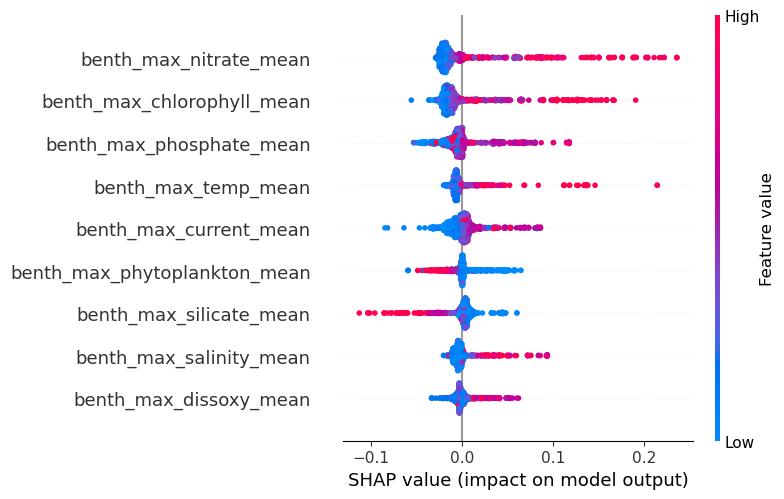 High
benth_max_nitrate_mean
benth_max_chlorophyll_mean
benth_max_phosphate_mean
benth_max_temp_mean
benth_max_current_mean
benth_max_phytoplankton_mean
benth_max_silicate_mean
benth_max_salinity_mean
benth_max_dissoxy_mean
Feature value
Low
−0.1 0.0 0.1 0.2
SHAP value (impact on model output)